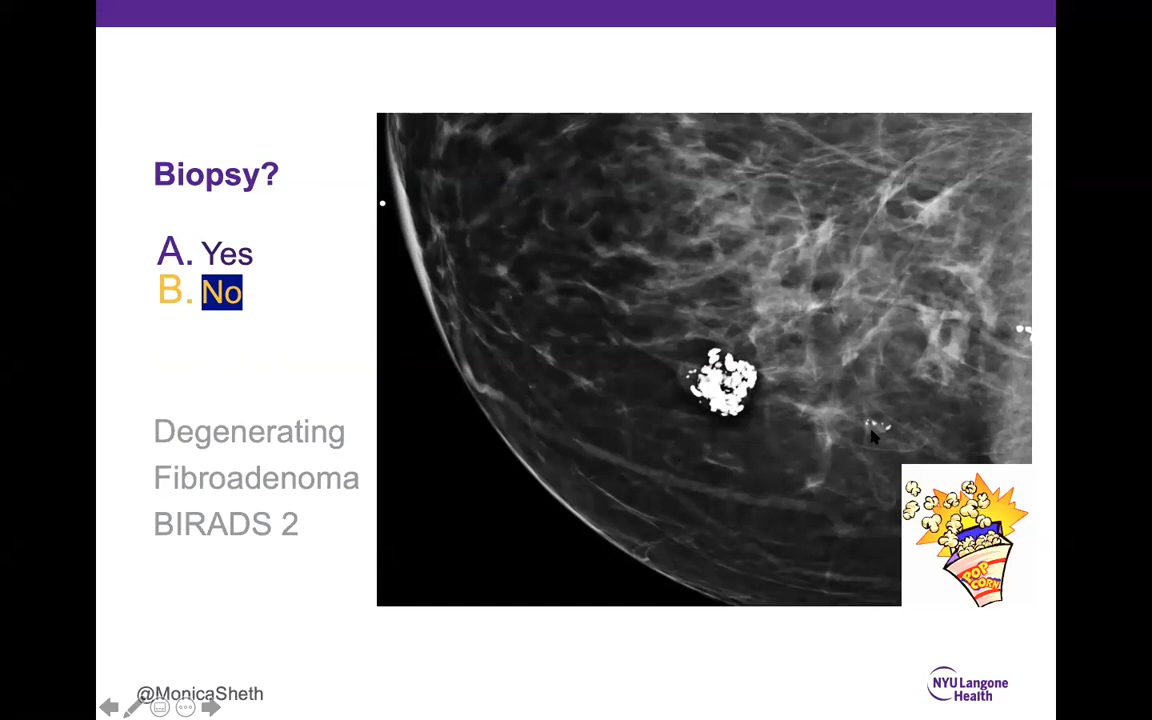 Biopsy?
A. Yes
B. No
Degenerating
Fibroadenoma
BIRADS 2
POP
CORN
@MonicaSheth
NYU Langone
Health